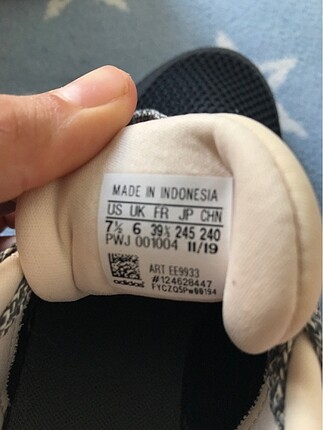 MADE IN INDONESIA
US UK FR JP CHN
7½ 6 39⅓ 245 240
PWJ 001004 11/19
ART EE9933
#124628447
adidas